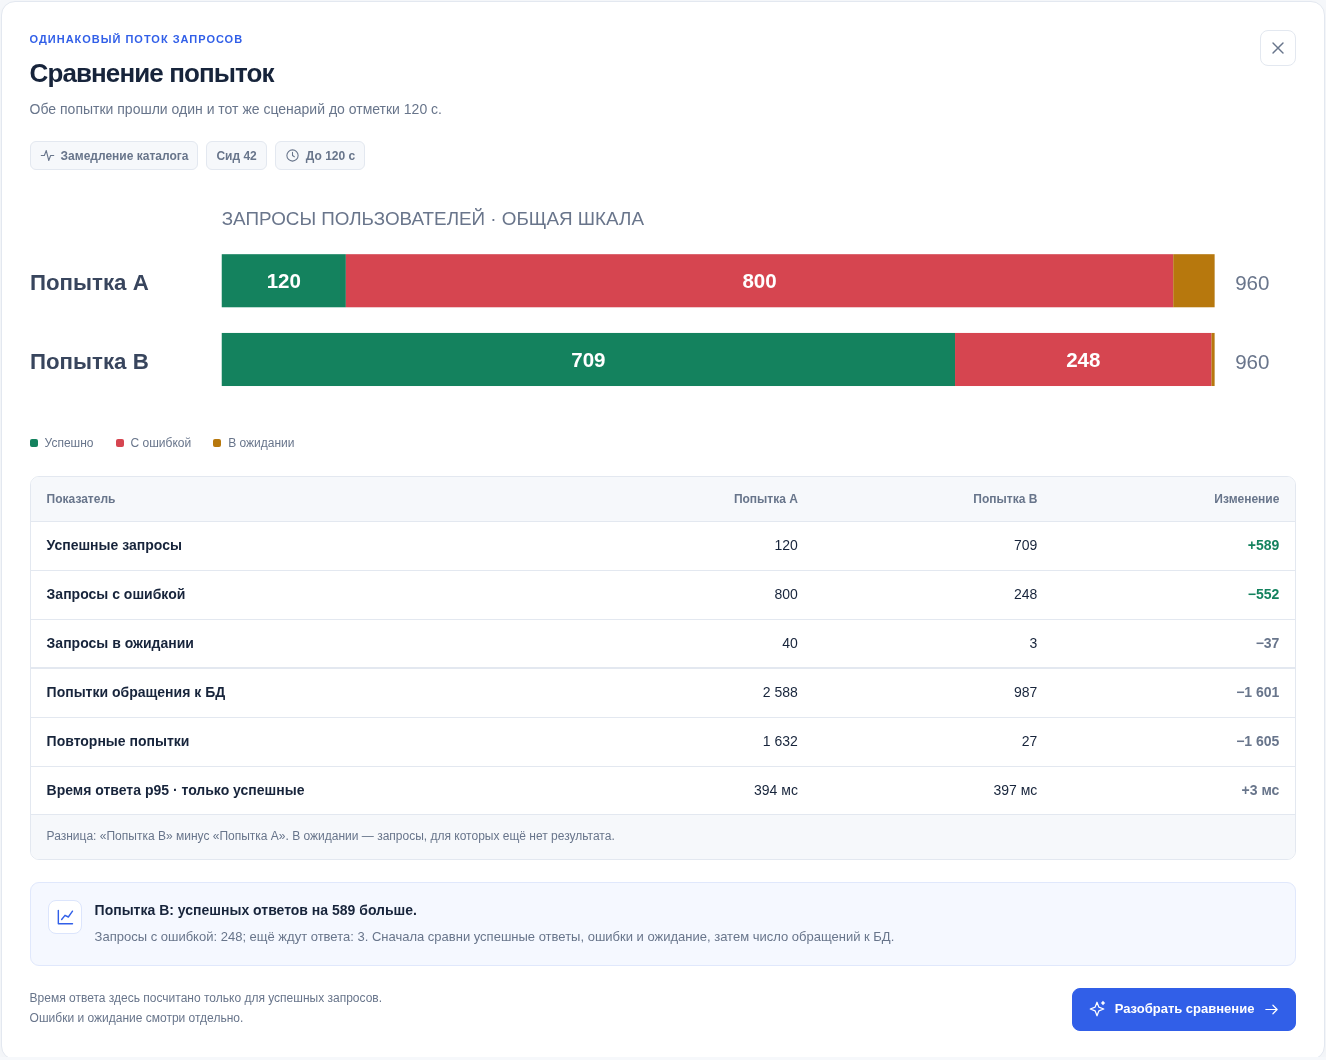 ОДИНАКОВЫЙ ПОТОК ЗАПРОСОВ
Сравнение попыток
Обе попытки прошли один и тот же сценарий до отметки 120 с.
Замедление каталога
Сид 42
До 120 с
ЗАПРОСЫ ПОЛЬЗОВАТЕЛЕЙ · ОБЩАЯ ШКАЛА
Попытка A 120 800 960
Попытка B 709 248 960
Успешно С ошибкой В ожидании
Показатель Попытка A Попытка B Изменение
Успешные запросы 120 709 +589
Запросы с ошибкой 800 248 −552
Запросы в ожидании 40 3 −37
Попытки обращения к БД 2 588 987 −1 601
Повторные попытки 1 632 27 −1 605
Время ответа p95 · только успешные 394 мс 397 мс +3 мс
Разница: «Попытка B» минус «Попытка A». В ожидании — запросы, для которых ещё нет результата.
Попытка B: успешных ответов на 589 больше.
Запросы с ошибкой: 248; ещё ждут ответа: 3. Сначала сравни успешные ответы, ошибки и ожидание, затем число обращений к БД.
Время ответа здесь посчитано только для успешных запросов.
Ошибки и ожидание смотри отдельно.
Разобрать сравнение